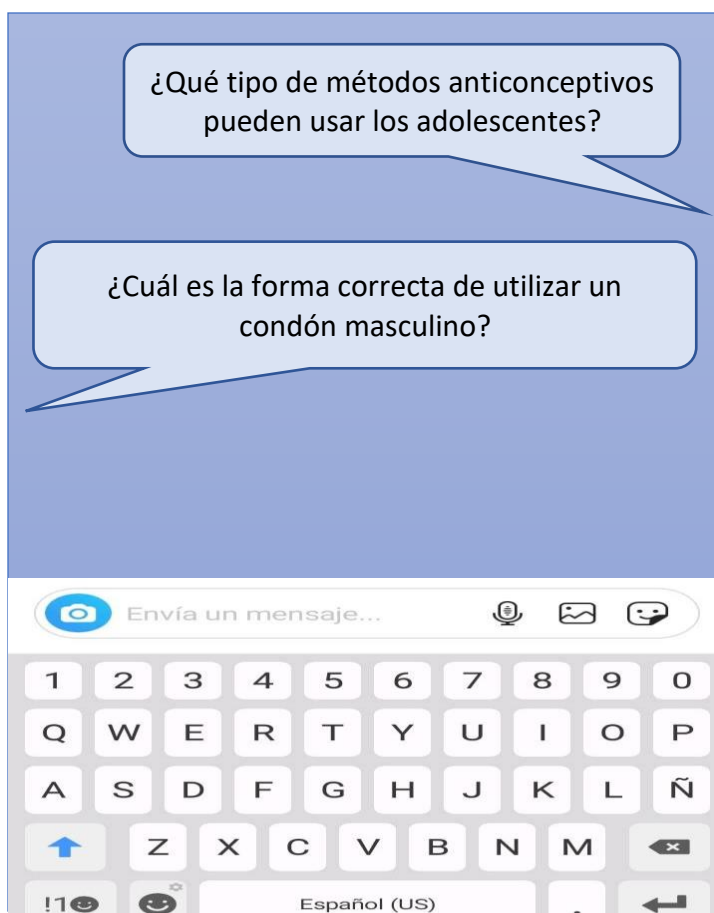 ¿Qué tipo de métodos anticonceptivos
pueden usar los adolescentes?
¿Cuál es la forma correcta de utilizar un
condón masculino?
Envía un mensaje...
1 2 3 4 5 6 7 8 9 0
Q W E R T Y U I O P
A S D F G H J K L Ñ
Z X C V B N M
!1 Español (US) .